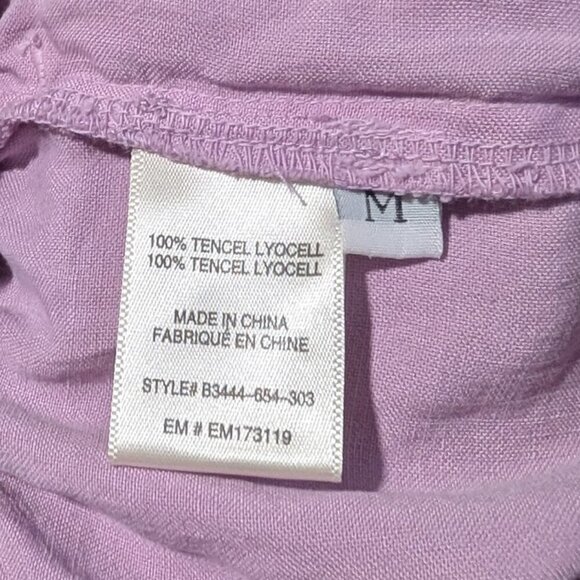 100% TENCEL LYOCELL
100% TENCEL LYOCELL
MADE IN CHINA
FABRIQUÉ EN CHINE
STYLE# B3444-654-303
EM # EM173119
M